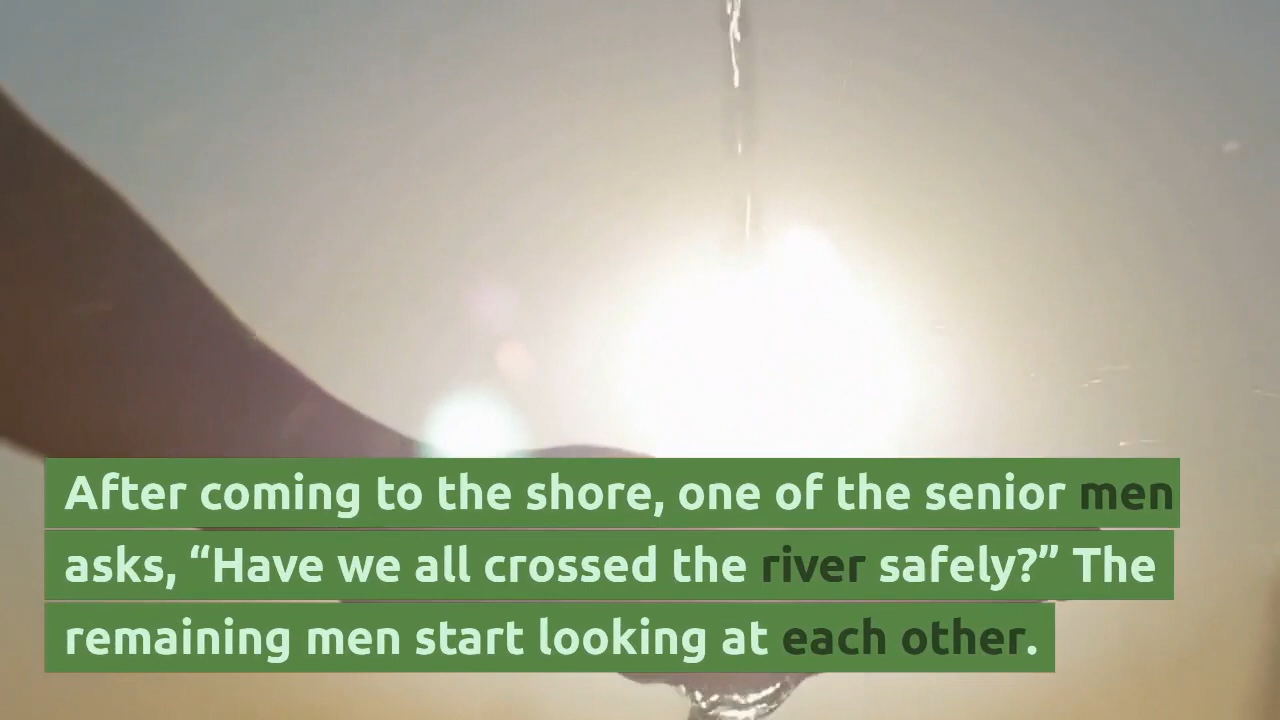 After coming to the shore, one of the senior men
asks, “Have we all crossed the river safely?” The
remaining men start looking at each other.